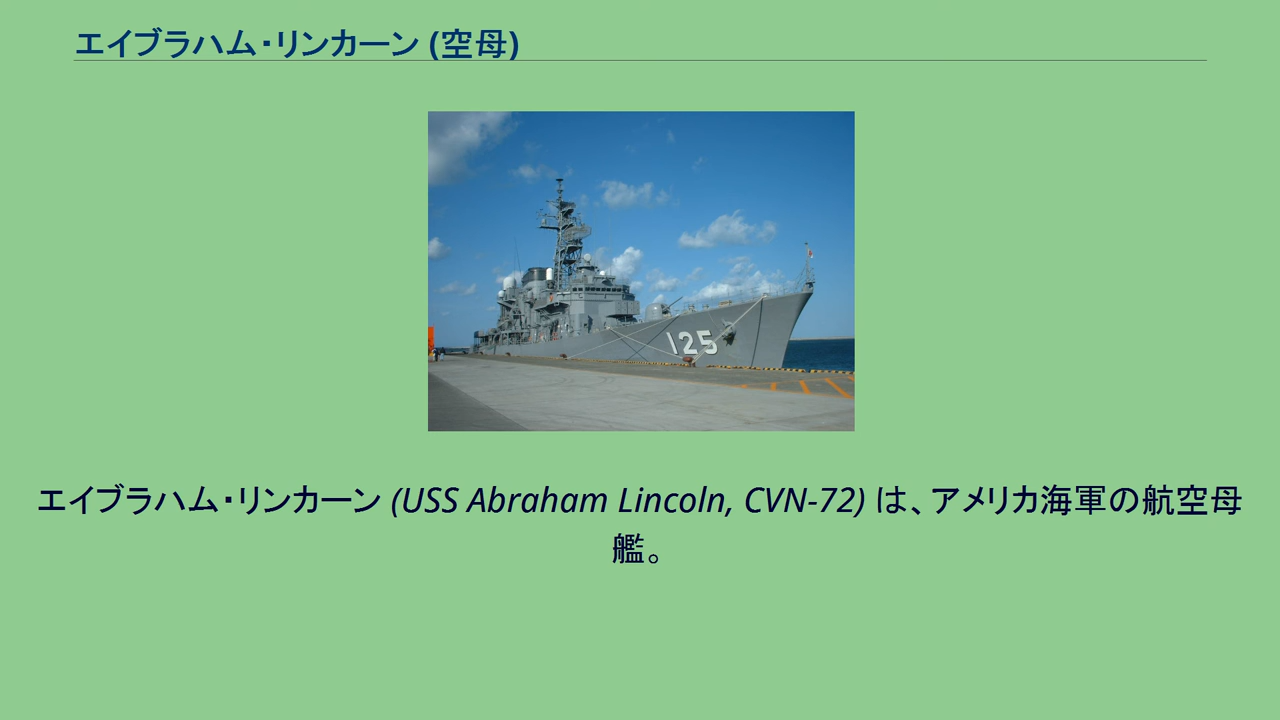 エイブラハム・リンカーン (空母)
125
エイブラハム・リンカーン (USS Abraham Lincoln, CVN-72) は、アメリカ海軍の航空母
艦。